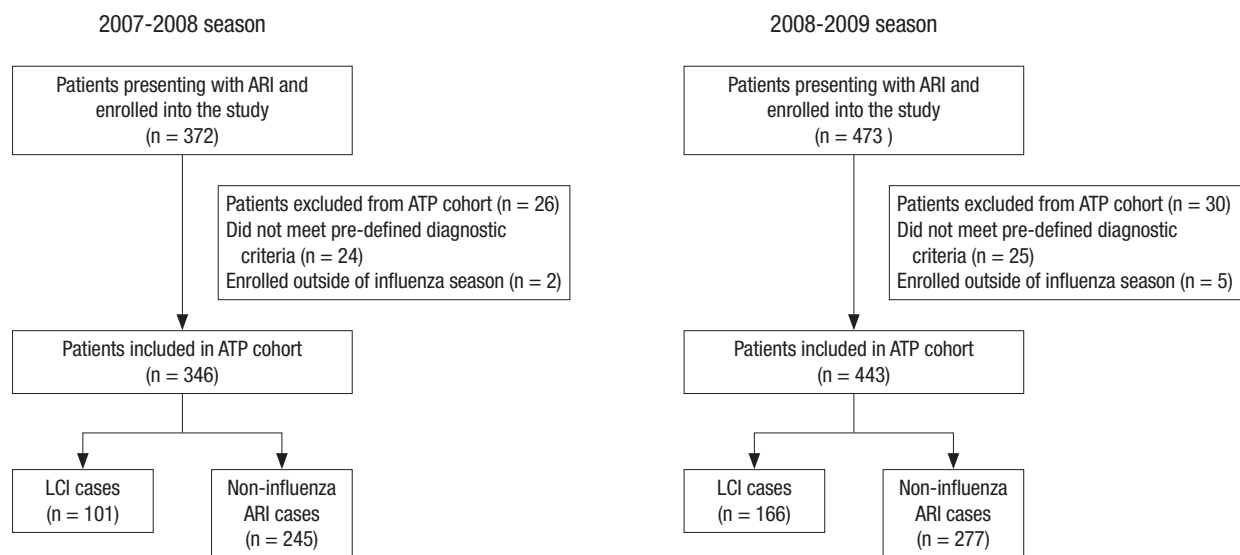 2007-2008 season
Patients presenting with ARI and
enrolled into the study
(n = 372)
Patients excluded from ATP cohort (n = 26)
Did not meet pre-defined diagnostic
criteria (n = 24)
Enrolled outside of influenza season (n = 2)
Patients included in ATP cohort
(n = 346)
LCI cases
(n = 101)
Non-influenza
ARI cases
(n = 245)
2008-2009 season
Patients presenting with ARI and
enrolled into the study
(n = 473 )
Patients excluded from ATP cohort (n = 30)
Did not meet pre-defined diagnostic
criteria (n = 25)
Enrolled outside of influenza season (n = 5)
Patients included in ATP cohort
(n = 443)
LCI cases
(n = 166)
Non-influenza
ARI cases
(n = 277)